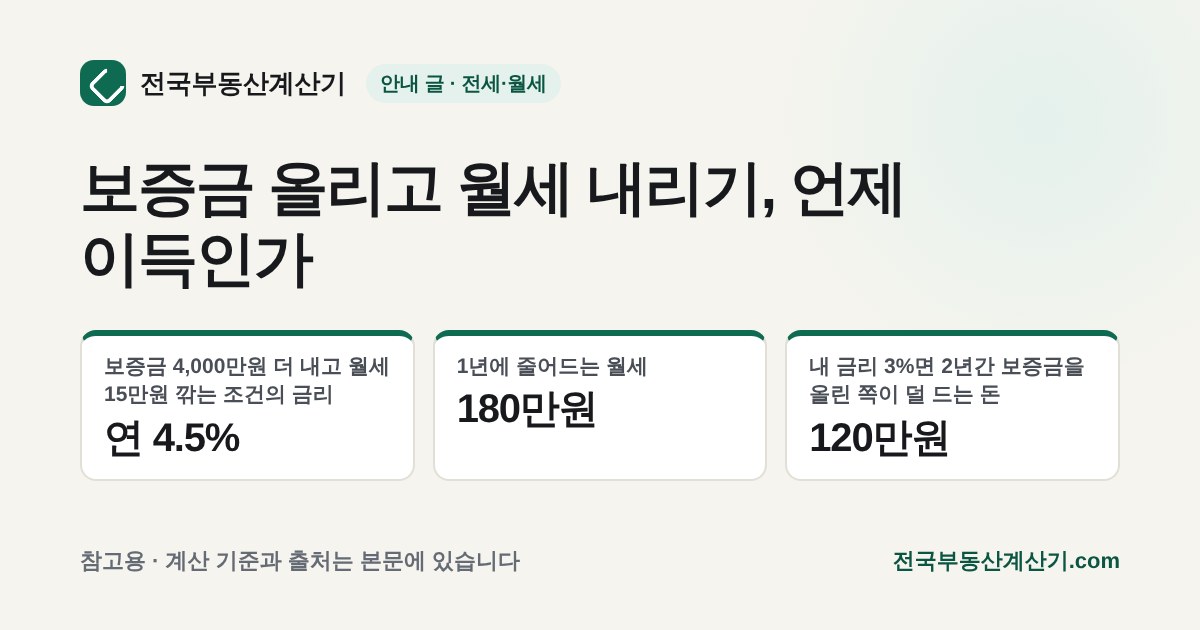 전국부동산계산기
안내 글 · 전세·월세
보증금 올리고 월세 내리기, 언제
이득인가
보증금 4,000만원 더 내고 월세
15만원 깎는 조건의 금리
연 4.5%
1년에 줄어드는 월세
180만원
내 금리 3%면 2년간 보증금을
올린 쪽이 덜 드는 돈
120만원
참고용 · 계산 기준과 출처는 본문에 있습니다
전국부동산계산기.com